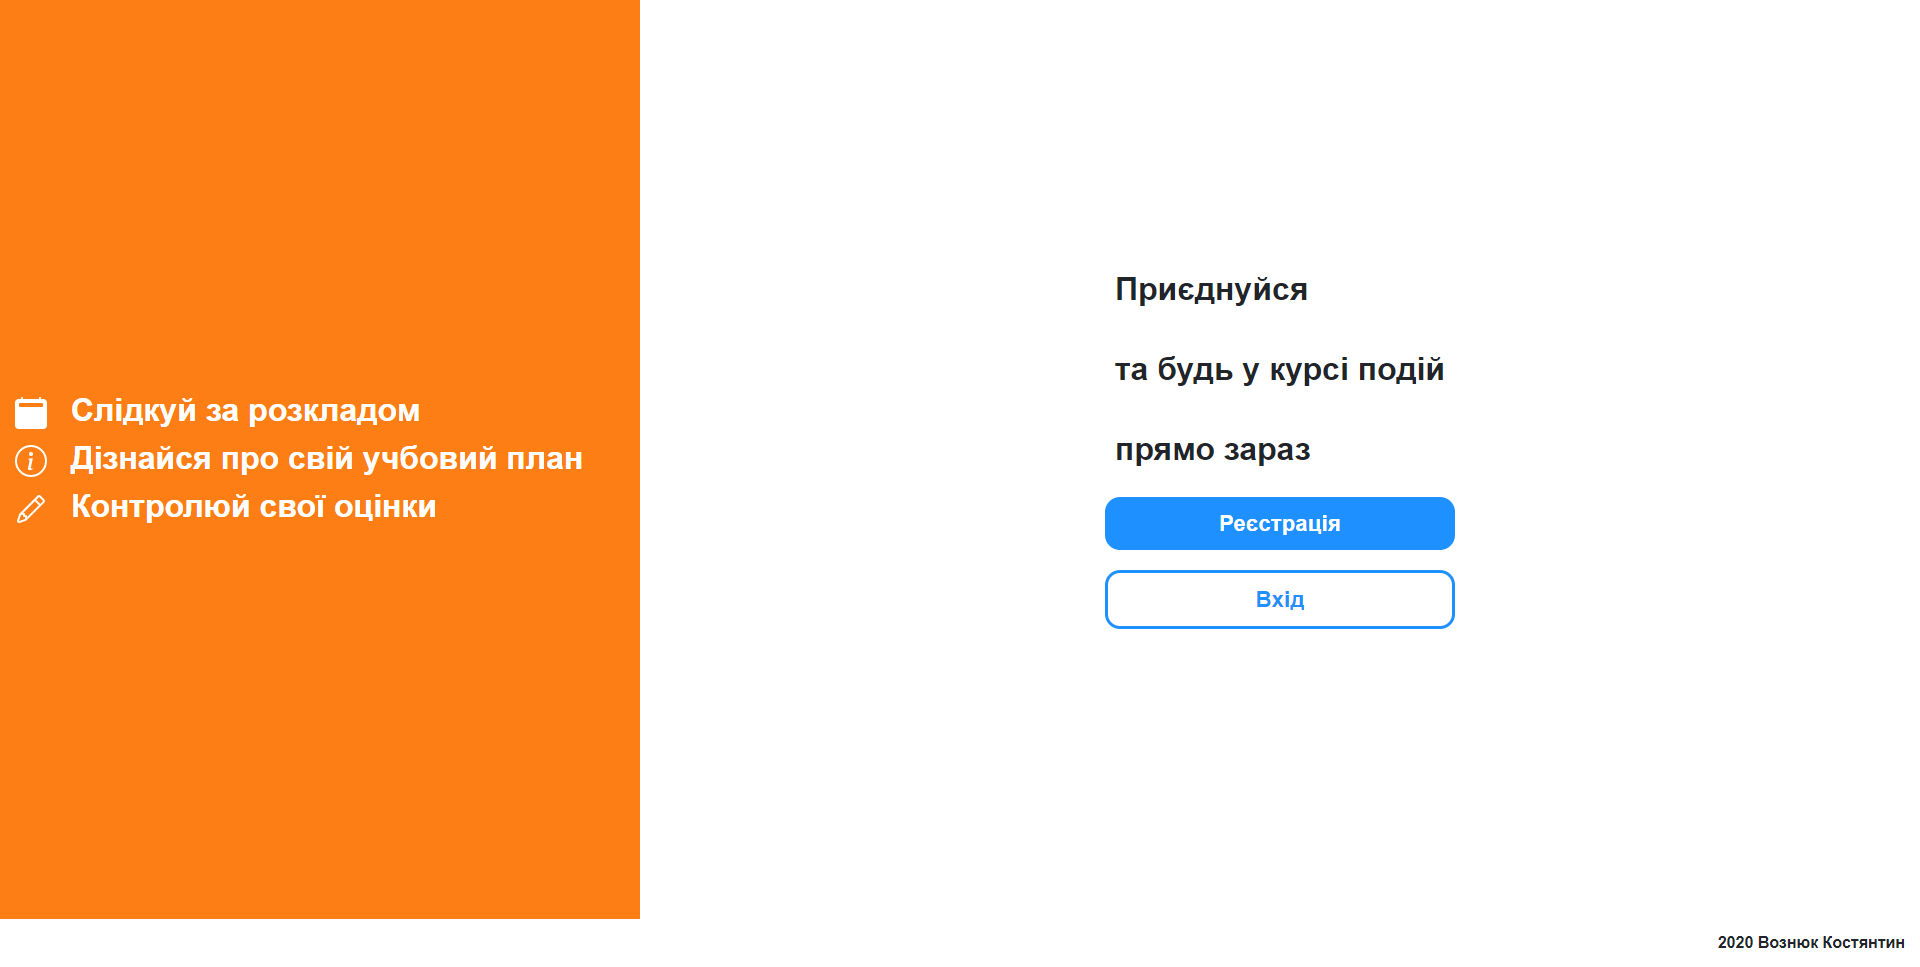 Слідкуй за розкладом
Дізнайся про свій учбовий план
Контролюй свої оцінки
Приєднуйся
та будь у курсі подій
прямо зараз
Реєстрація
Вхід
2020 Вознюк Костянтин